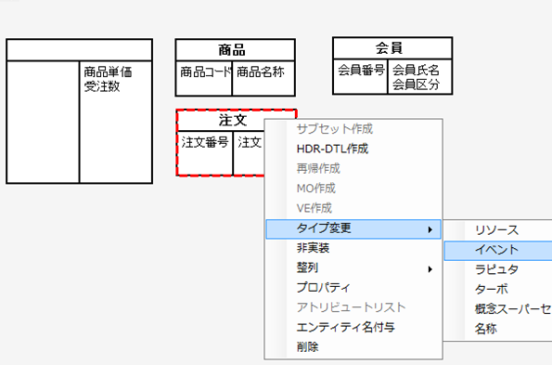 商品単価
受注数
商品
商品コード 商品名称
会員
会員番号 会員氏名
会員区分
注文
注文番号 注文
サブセット作成
HDR-DTL作成
再帰作成
MO作成
VE作成
タイプ変更
非実装
整列
プロパティ
アトリビュートリスト
エンティティ名付与
削除
リソース
イベント
ラピュタ
ターボ
概念スーパーセ
名称